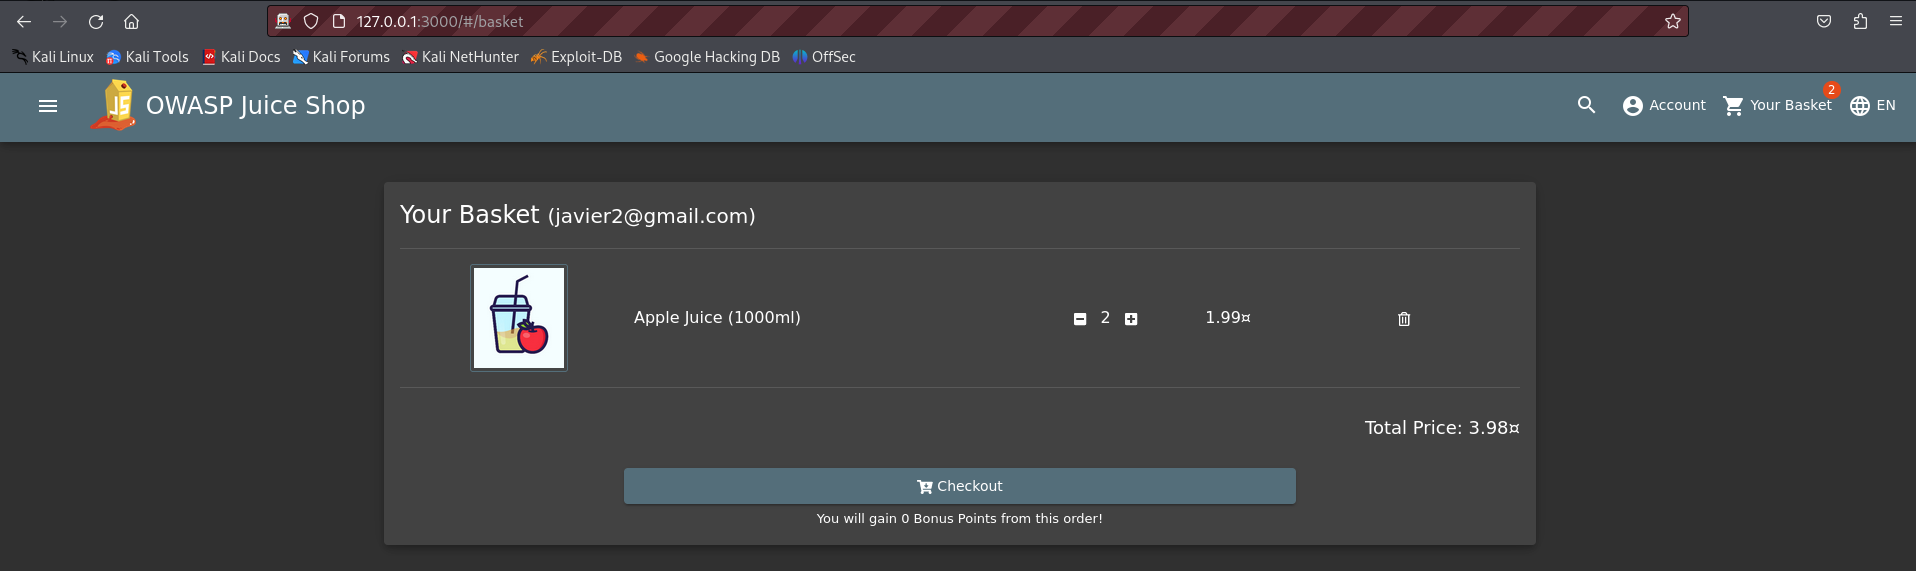 127.0.0.1:3000/#/basket
Kali Linux Kali Tools Kali Docs Kali Forums Kali NetHunter Exploit-DB Google Hacking DB OffSec
JS OWASP Juice Shop Account Your Basket 2 EN
Your Basket (javier2@gmail.com)
Apple Juice (1000ml) 2 1.99¤
Total Price: 3.98¤
Checkout
You will gain 0 Bonus Points from this order!